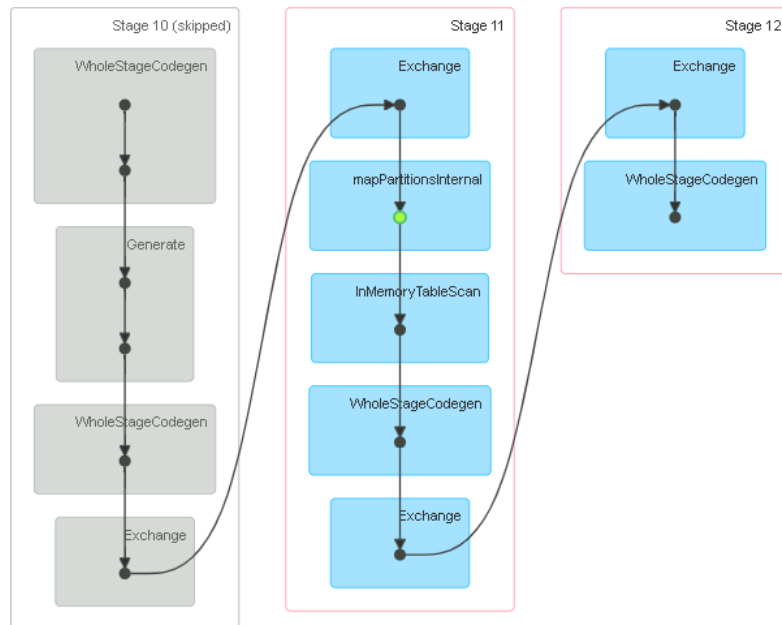 Stage 10 (skipped)
WholeStageCodegen
Generate
WholeStageCodegen
Exchange
Stage 11
Exchange
mapPartitionsInternal
InMemoryTableScan
WholeStageCodegen
Exchange
Stage 12
Exchange
WholeStageCodegen